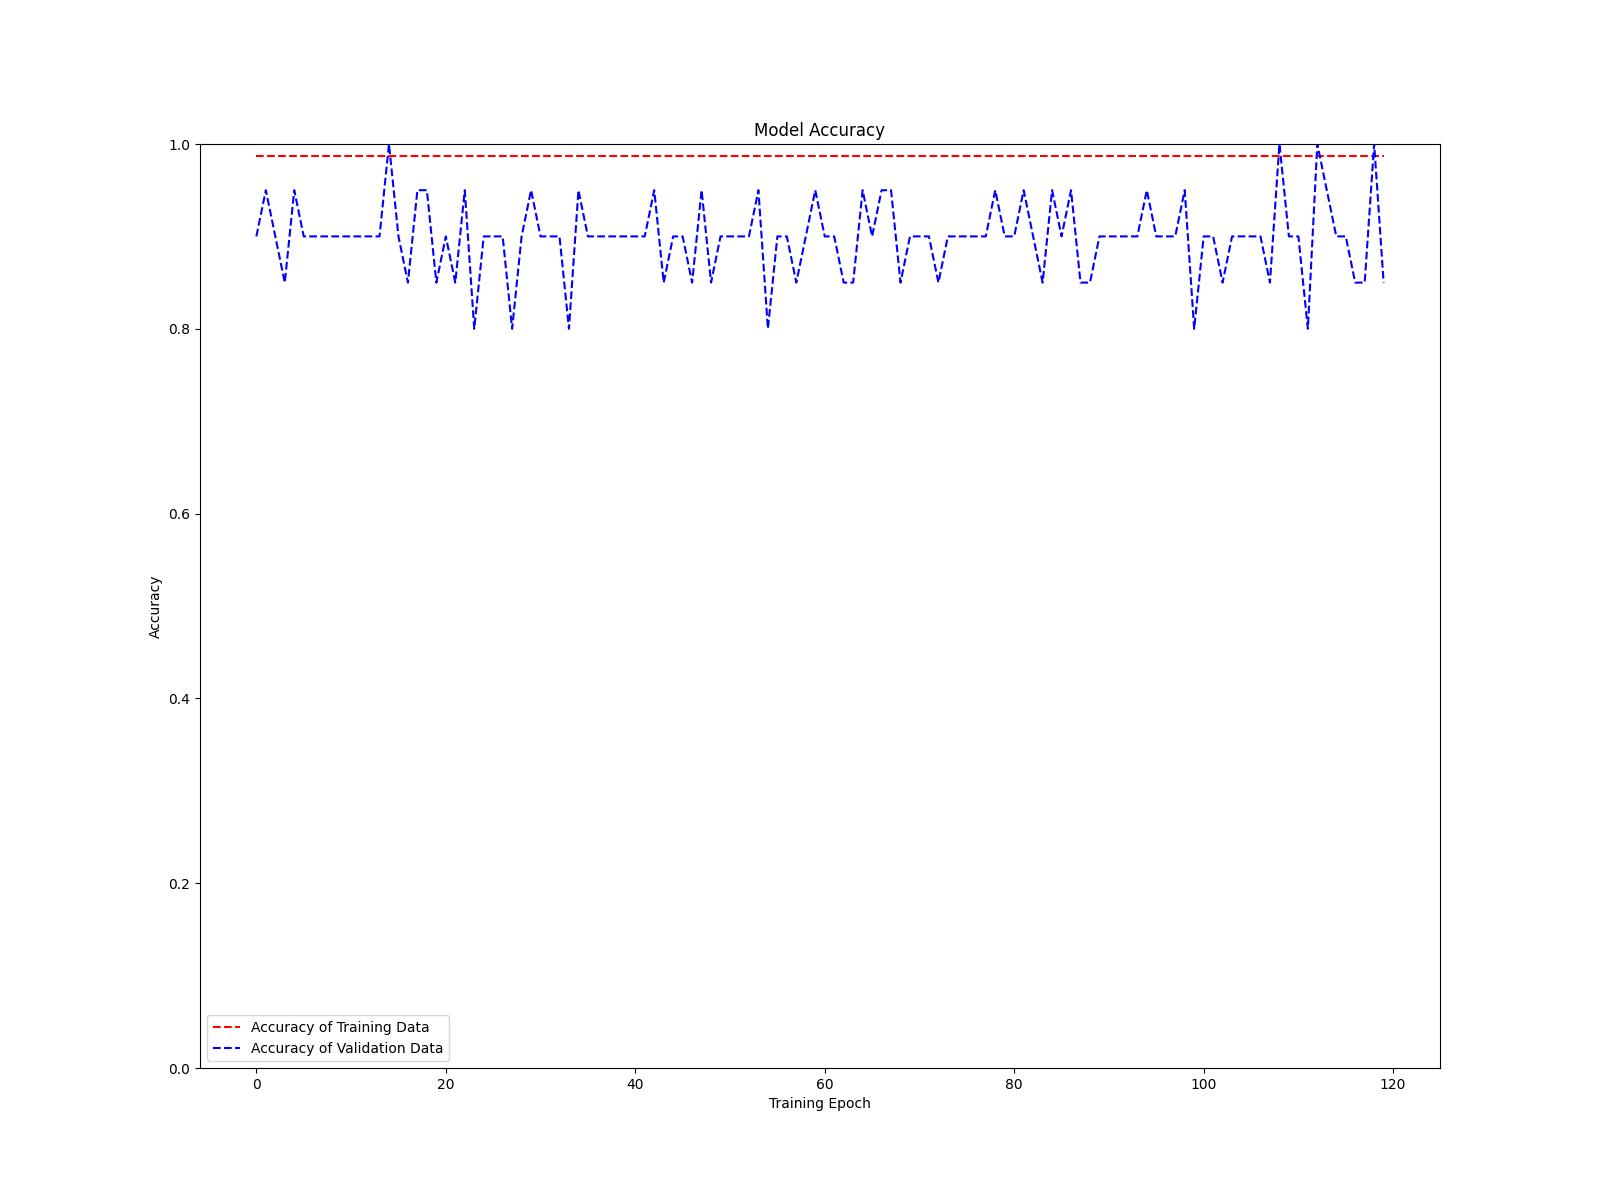 Model Accuracy
1.0
0.8
0.6
0.4
0.2
0.0
Accuracy
Accuracy of Training Data
Accuracy of Validation Data
0 20 40 60 80 100 120
Training Epoch